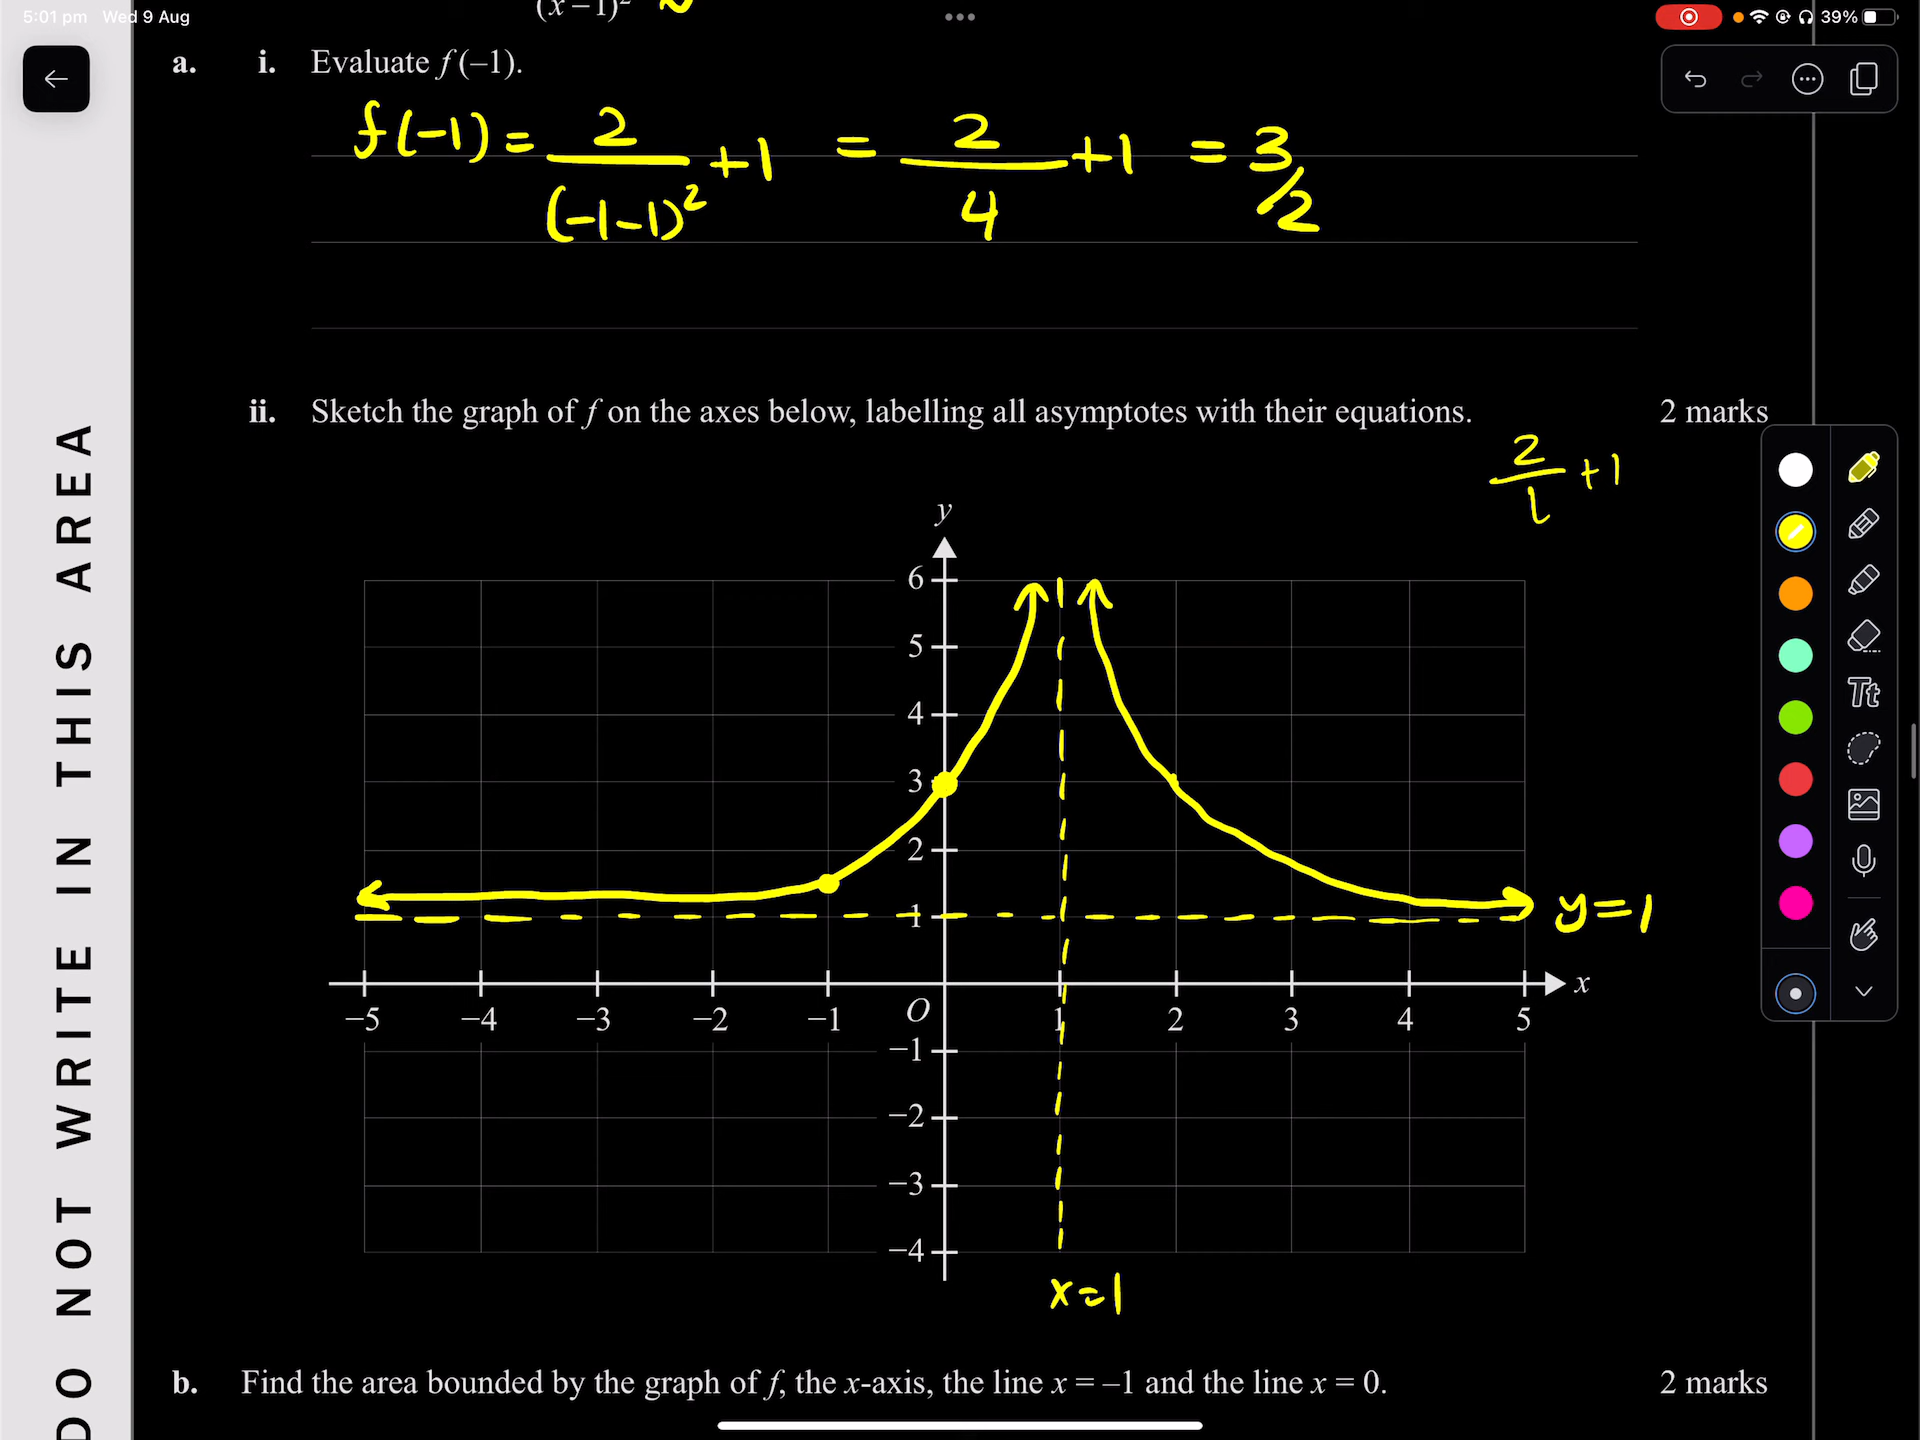 5:01 pm Wed 9 Aug
39%
(x – 1)²
a. i. Evaluate f (–1).
f(-1) = 2/(-1-1)² +1 = 2/4 +1 = 3/2
ii. Sketch the graph of f on the axes below, labelling all asymptotes with their equations. 2 marks
2/1 +1
y
6
5
4
3
2
1
y=1
x
–5 –4 –3 –2 –1 O 1 2 3 4 5
–1
–2
–3
–4
x=1
b. Find the area bounded by the graph of f, the x-axis, the line x = –1 and the line x = 0. 2 marks
DO NOT WRITE IN THIS AREA
Tt